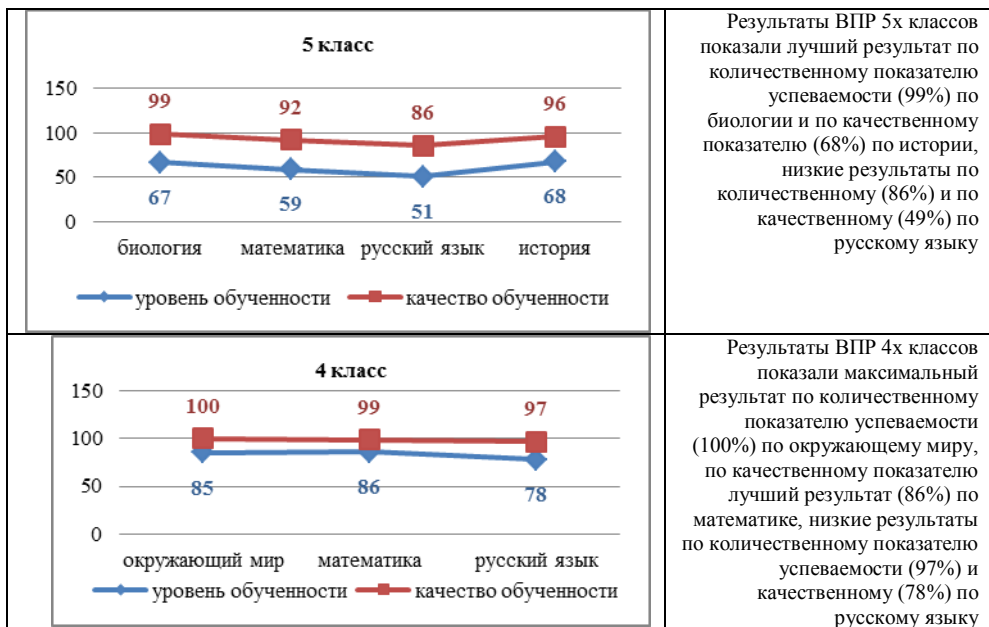 5 класс
150
100
50
0
99
92
86
96
67
59
51
68
биология
математика
русский язык
история
уровень обученности
качество обученности
Результаты ВПР 5х классов
показали лучший результат по
количественному показателю
успеваемости (99%) по
биологии и по качественному
показателю (68%) по истории,
низкие результаты по
количественному (86%) и по
качественному (49%) по
русскому языку
4 класс
150
100
50
0
100
99
97
85
86
78
окружающий мир
математика
русский язык
уровень обученности
качество обученности
Результаты ВПР 4х классов
показали максимальный
результат по количественному
показателю успеваемости
(100%) по окружающему миру,
по качественному показателю
лучший результат (86%) по
математике, низкие результаты
по количественному показателю
успеваемости (97%) и
качественному (78%) по
русскому языку